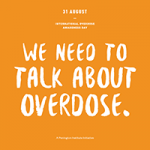 31 AUGUST
INTERNATIONAL OVERDOSE
AWARENESS DAY
WE NEED TO
TALK ABOUT
OVERDOSE.